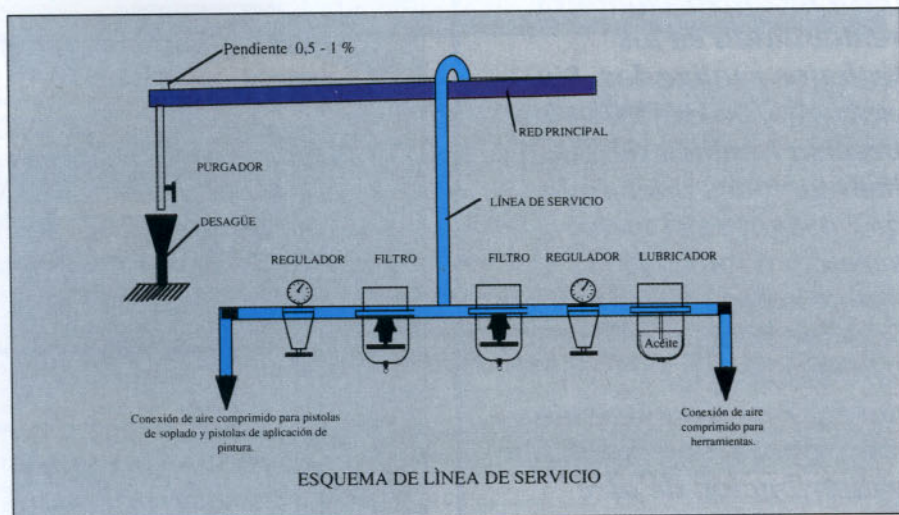 Pendiente 0,5 - 1 %
RED PRINCIPAL
PURGADOR
LÍNEA DE SERVICIO
DESAGÜE
REGULADOR
FILTRO
FILTRO
REGULADOR
LUBRICADOR
Aceite
Conexión de aire comprimido para pistolas
de soplado y pistolas de aplicación de
pintura.
Conexión de aire
comprimido para
herramientas.
ESQUEMA DE LÌNEA DE SERVICIO